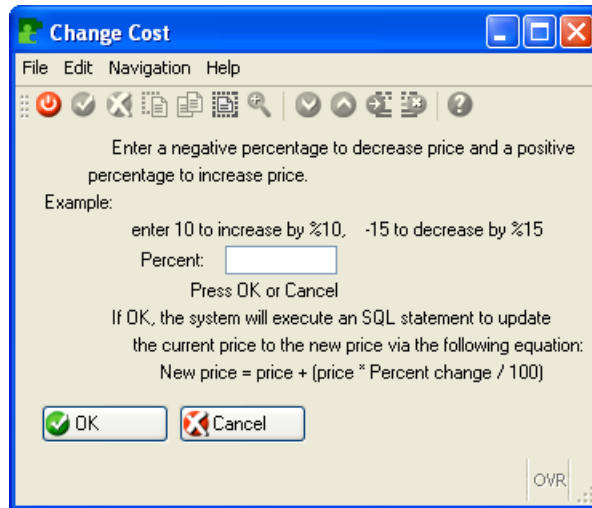 Change Cost
File Edit Navigation Help
Enter a negative percentage to decrease price and a positive
percentage to increase price.
Example:
enter 10 to increase by %10, -15 to decrease by %15
Percent:
Press OK or Cancel
If OK, the system will execute an SQL statement to update
the current price to the new price via the following equation:
New price = price + (price * Percent change / 100)
OK Cancel
OVR